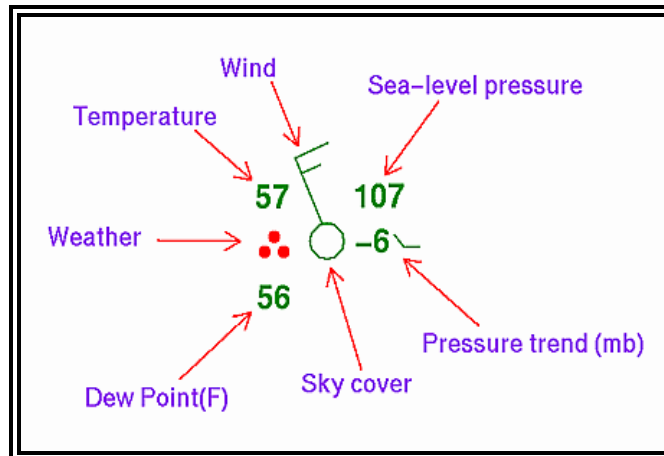 Wind
Sea-level pressure
Temperature
57
107
Weather
-6
56
Pressure trend (mb)
Dew Point(F)
Sky cover